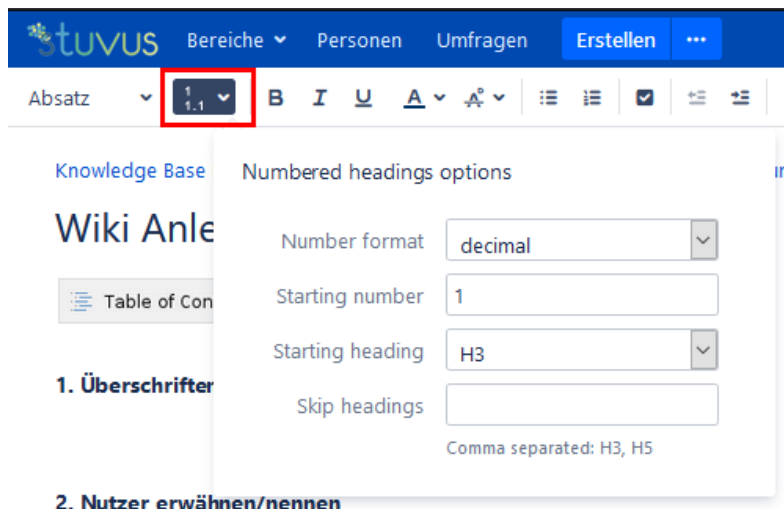 stuvus Bereiche Personen Umfragen Erstellen ...
Absatz 1 1.1 B I U A A
Knowledge Base
Numbered headings options
Wiki Anle
Number format decimal
Table of Con
Starting number 1
Starting heading H3
1. Überschrifter
Skip headings
Comma separated: H3, H5
2. Nutzer erwähnen/nennen